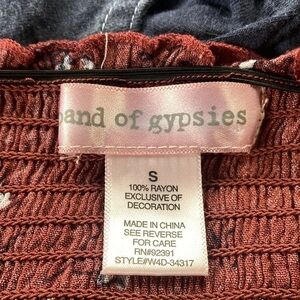 band of gypsies
S
100% RAYON
EXCLUSIVE OF
DECORATION
MADE IN CHINA
SEE REVERSE
FOR CARE
RN#92391
STYLE#W4D-34317